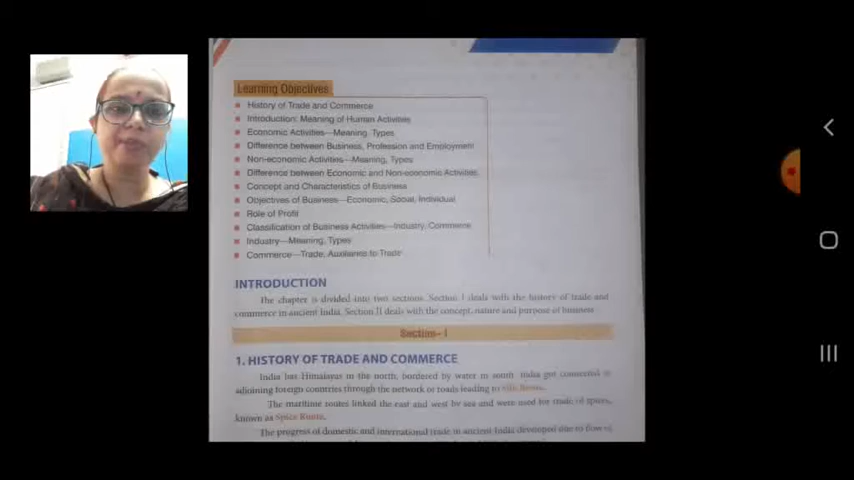 Learning Objectives
History of Trade and Commerce
Introduction: Meaning of Human Activities
Economic Activities—Meaning, Types
Difference between Business, Profession and Employment
Non-economic Activities—Meaning, Types
Difference between Economic and Non-economic Activities
Concept and Characteristics of Business
Objectives of Business—Economic, Social, Individual
Role of Profit
Classification of Business Activities—Industry, Commerce
Industry—Meaning, Types
Commerce—Trade, Auxiliaries to Trade
INTRODUCTION
The chapter is divided into two sections. Section I deals with the history of trade and
commerce in ancient India. Section II deals with the concept, nature and purpose of business
Section-I
1. HISTORY OF TRADE AND COMMERCE
India has Himalayas in the north, bordered by water in south. India got connected to
adjoining foreign countries through the network of roads leading to Silk Route.
The maritime routes linked the east and west by sea and were used for trade of spices,
known as Spice Route.
The progress of domestic and international trade in ancient India developed due to flow of